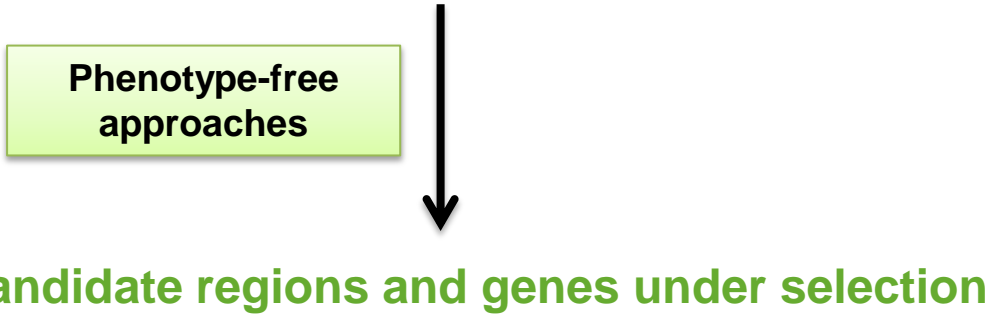 Phenotype-free
approaches
andidate regions and genes under selection